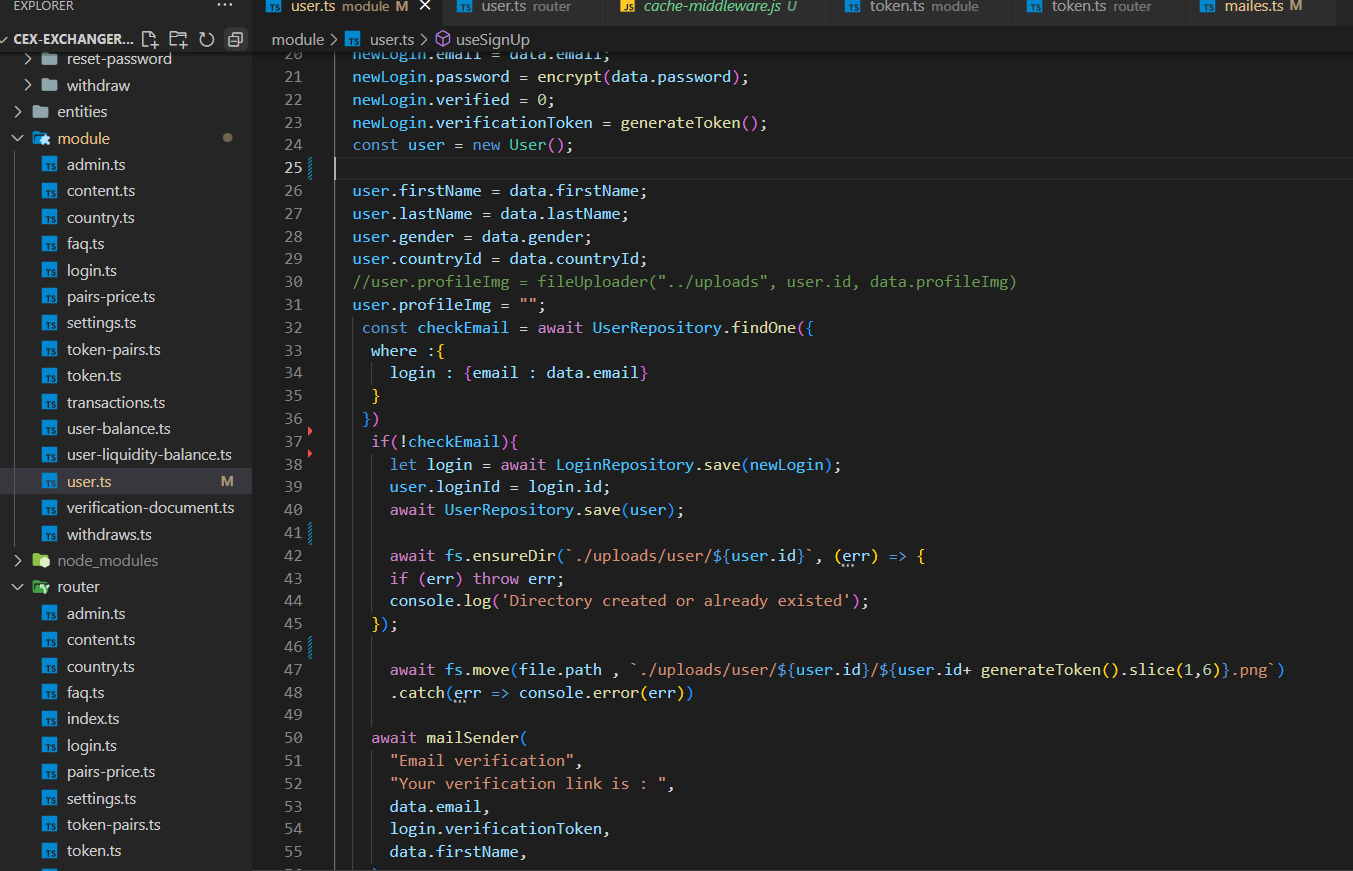 EXPLORER
···
user.ts module M
user.ts router
cache-middleware.js U
token.ts module
token.ts router
mailes.ts M
CEX-EXCHANGER...
module > user.ts > useSignUp
reset-password
withdraw
entities
module
admin.ts
content.ts
country.ts
faq.ts
login.ts
pairs-price.ts
settings.ts
token-pairs.ts
token.ts
transactions.ts
user-balance.ts
user-liquidity-balance.ts
user.ts M
verification-document.ts
withdraws.ts
node_modules
router
admin.ts
content.ts
country.ts
faq.ts
index.ts
login.ts
pairs-price.ts
settings.ts
token-pairs.ts
token.ts
20 newLogin.email = data.email;
21 newLogin.password = encrypt(data.password);
22 newLogin.verified = 0;
23 newLogin.verificationToken = generateToken();
24 const user = new User();
25
26 user.firstName = data.firstName;
27 user.lastName = data.lastName;
28 user.gender = data.gender;
29 user.countryId = data.countryId;
30 //user.profileImg = fileUploader("../uploads", user.id, data.profileImg)
31 user.profileImg = "";
32 const checkEmail = await UserRepository.findOne({
33 where :{
34 login : {email : data.email}
35 }
36 })
37 if(!checkEmail){
38 let login = await LoginRepository.save(newLogin);
39 user.loginId = login.id;
40 await UserRepository.save(user);
41
42 await fs.ensureDir(`./uploads/user/${user.id}`, (err) => {
43 if (err) throw err;
44 console.log('Directory created or already existed');
45 });
46
47 await fs.move(file.path , `./uploads/user/${user.id}/${user.id+ generateToken().slice(1,6)}.png`)
48 .catch(err => console.error(err))
49
50 await mailSender(
51 "Email verification",
52 "Your verification link is : ",
53 data.email,
54 login.verificationToken,
55 data.firstName,